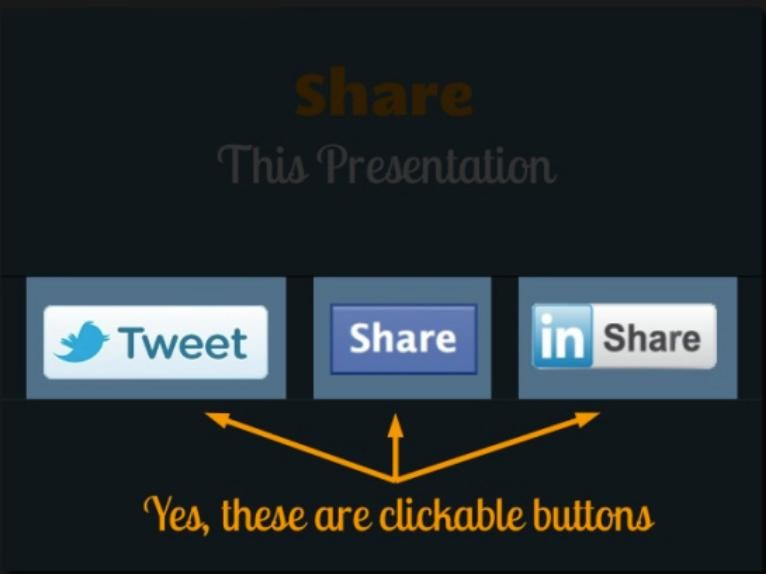 Share
This Presentation
Tweet
Share
in Share
Yes, these are clickable buttons